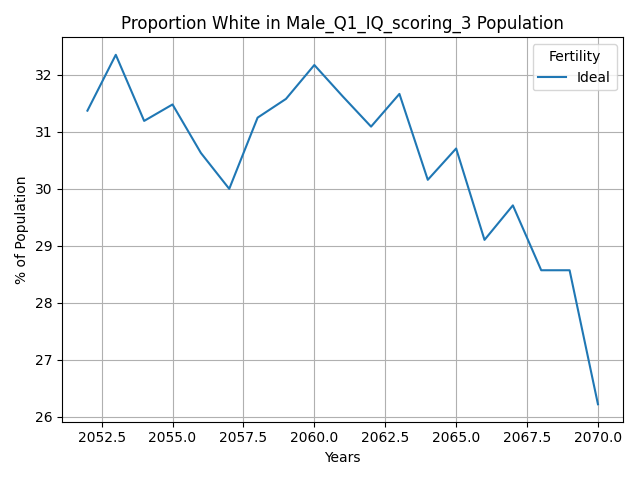 Proportion White in Male_Q1_IQ_scoring_3 Population
Fertility
Ideal
% of Population
32
31
30
29
28
27
26
2052.5 2055.0 2057.5 2060.0 2062.5 2065.0 2067.5 2070.0
Years